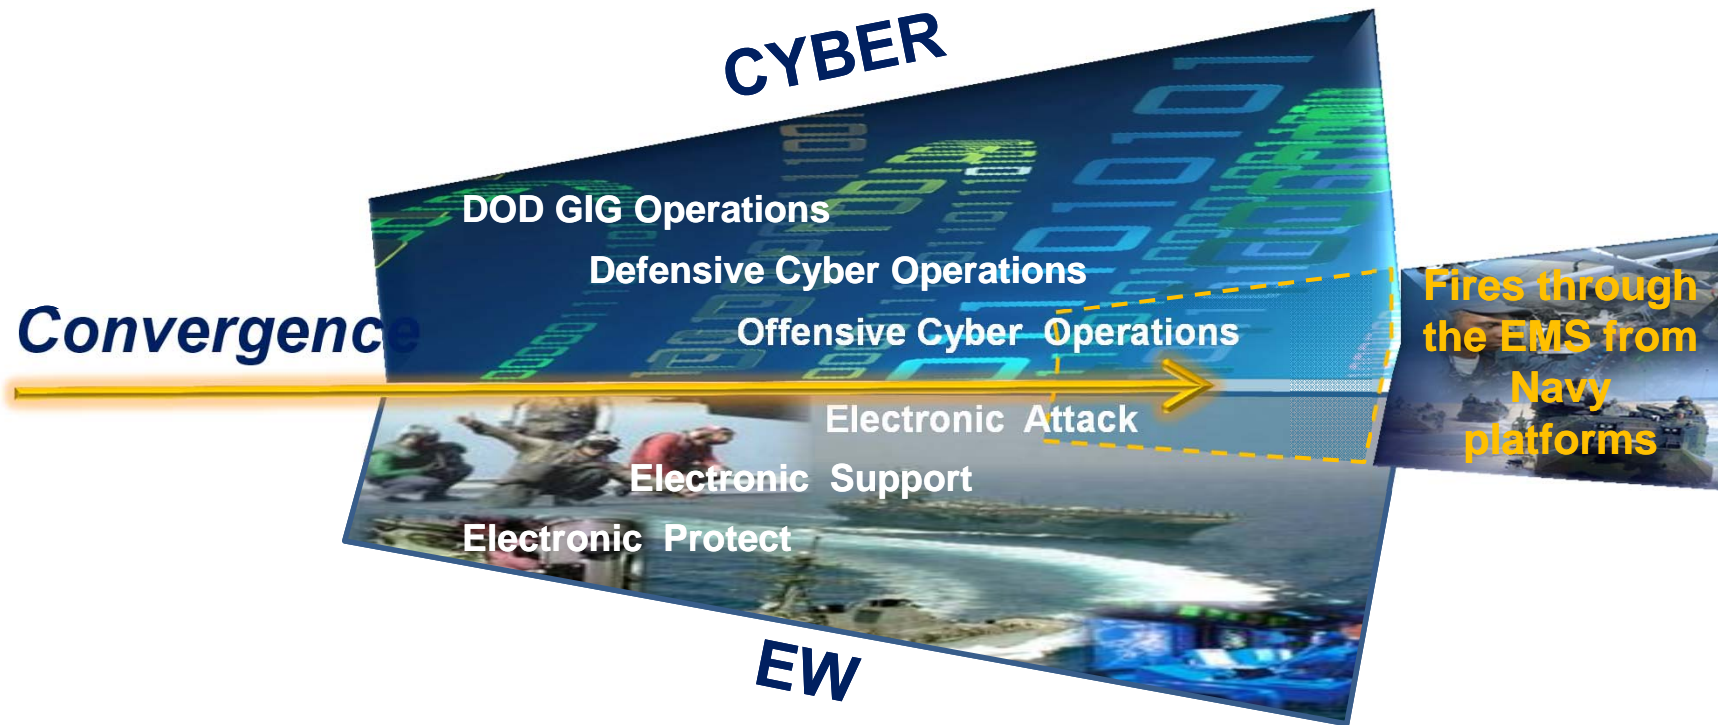 CYBER
DOD GIG Operations
Defensive Cyber Operations
Offensive Cyber Operations
Convergence
Electronic Attack
Electronic Support
Electronic Protect
EW
Fires through
the EMS from
Navy
platforms